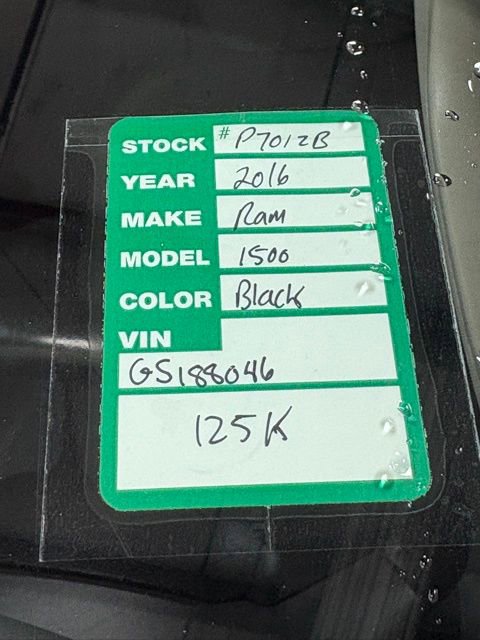 STOCK # P7012B
YEAR 2016
MAKE Ram
MODEL 1500
COLOR Black
VIN
GS188046
125K